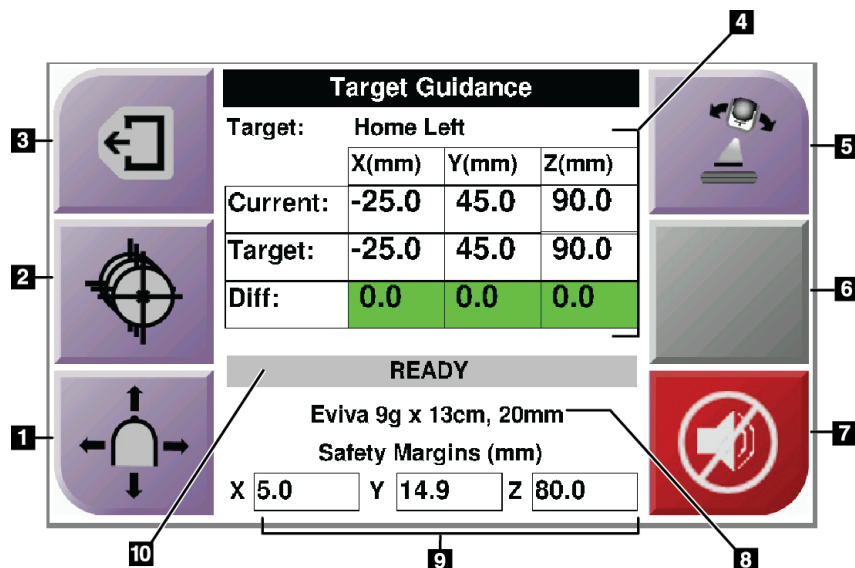 4
Target Guidance
3
5
Target: Home Left
X(mm) Y(mm) Z(mm)
Current: -25.0 45.0 90.0
Target: -25.0 45.0 90.0
2
6
Diff: 0.0 0.0 0.0
READY
Eviva 9g x 13cm, 20mm
1
7
Safety Margins (mm)
X 5.0 Y 14.9 Z 80.0
10
9
8